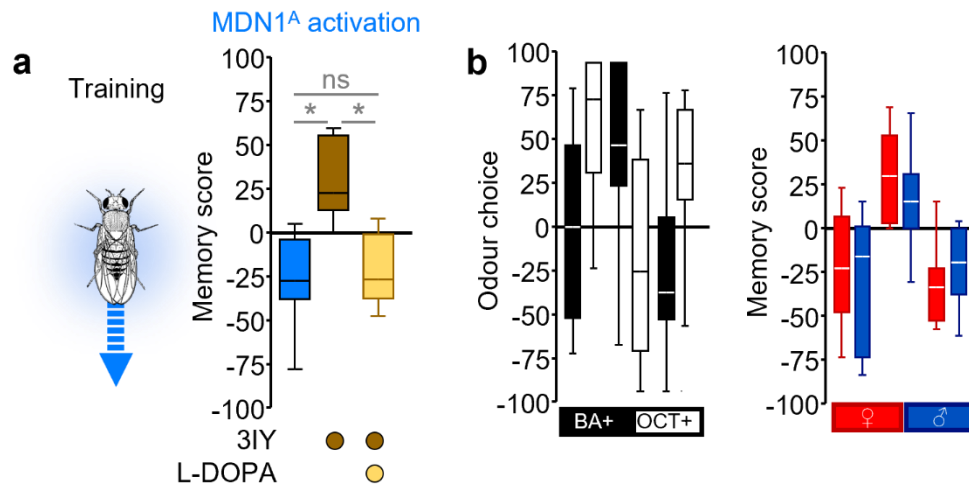 MDN1ᴬ activation
a
Training
Memory score
100
75
50
25
0
-25
-50
-75
-100
ns
* *
3IY
L-DOPA
b
Odour choice
100
75
50
25
0
-25
-50
-75
-100
BA+ OCT+
Memory score
100
75
50
25
0
-25
-50
-75
-100
♀ ♂